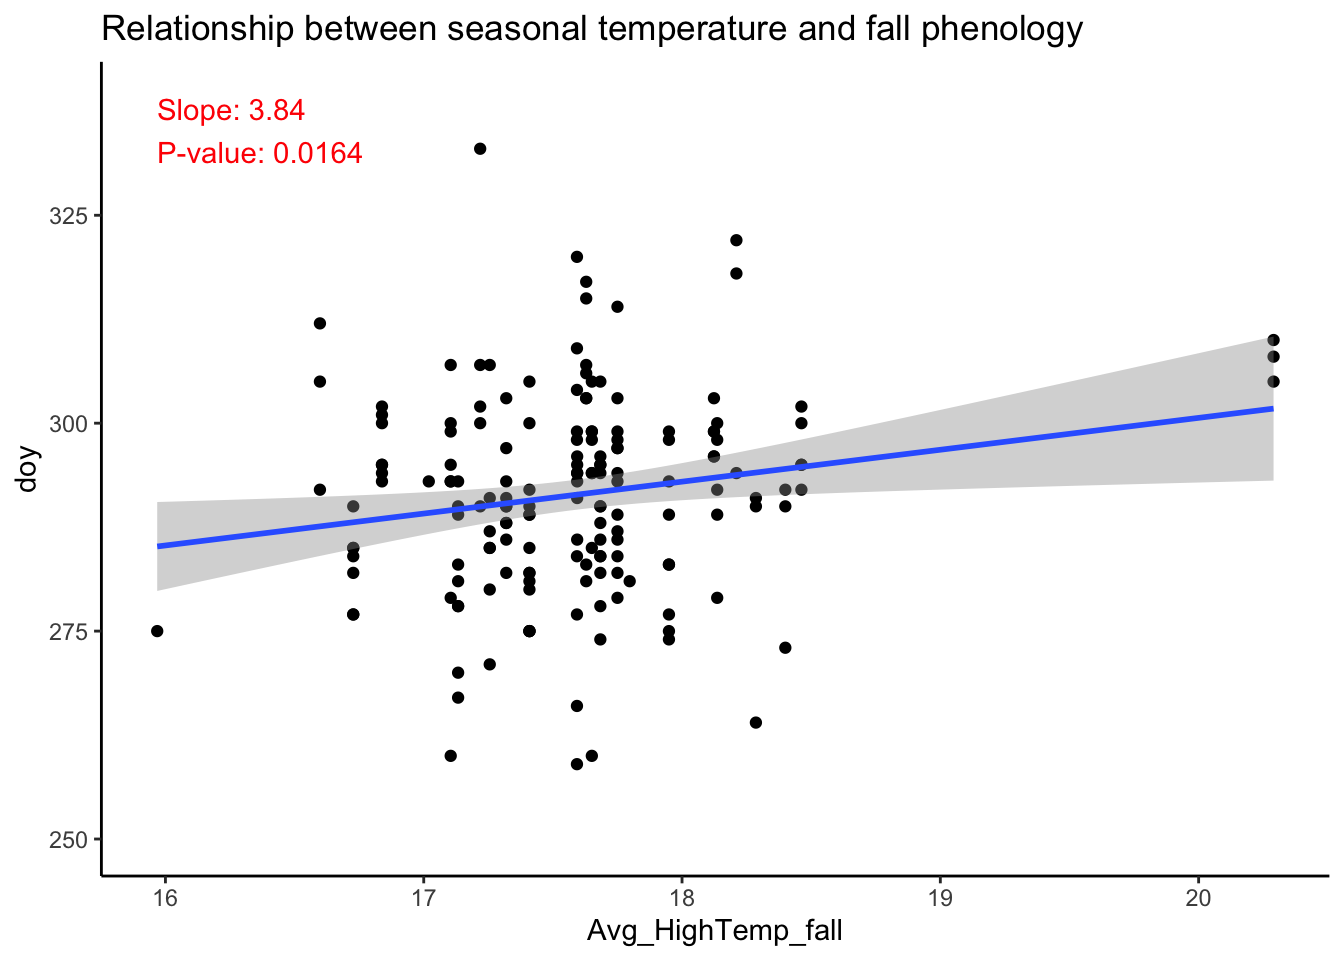 Relationship between seasonal temperature and fall phenology
Slope: 3.84
P-value: 0.0164
325
300
275
250
doy
16 17 18 19 20
Avg_HighTemp_fall